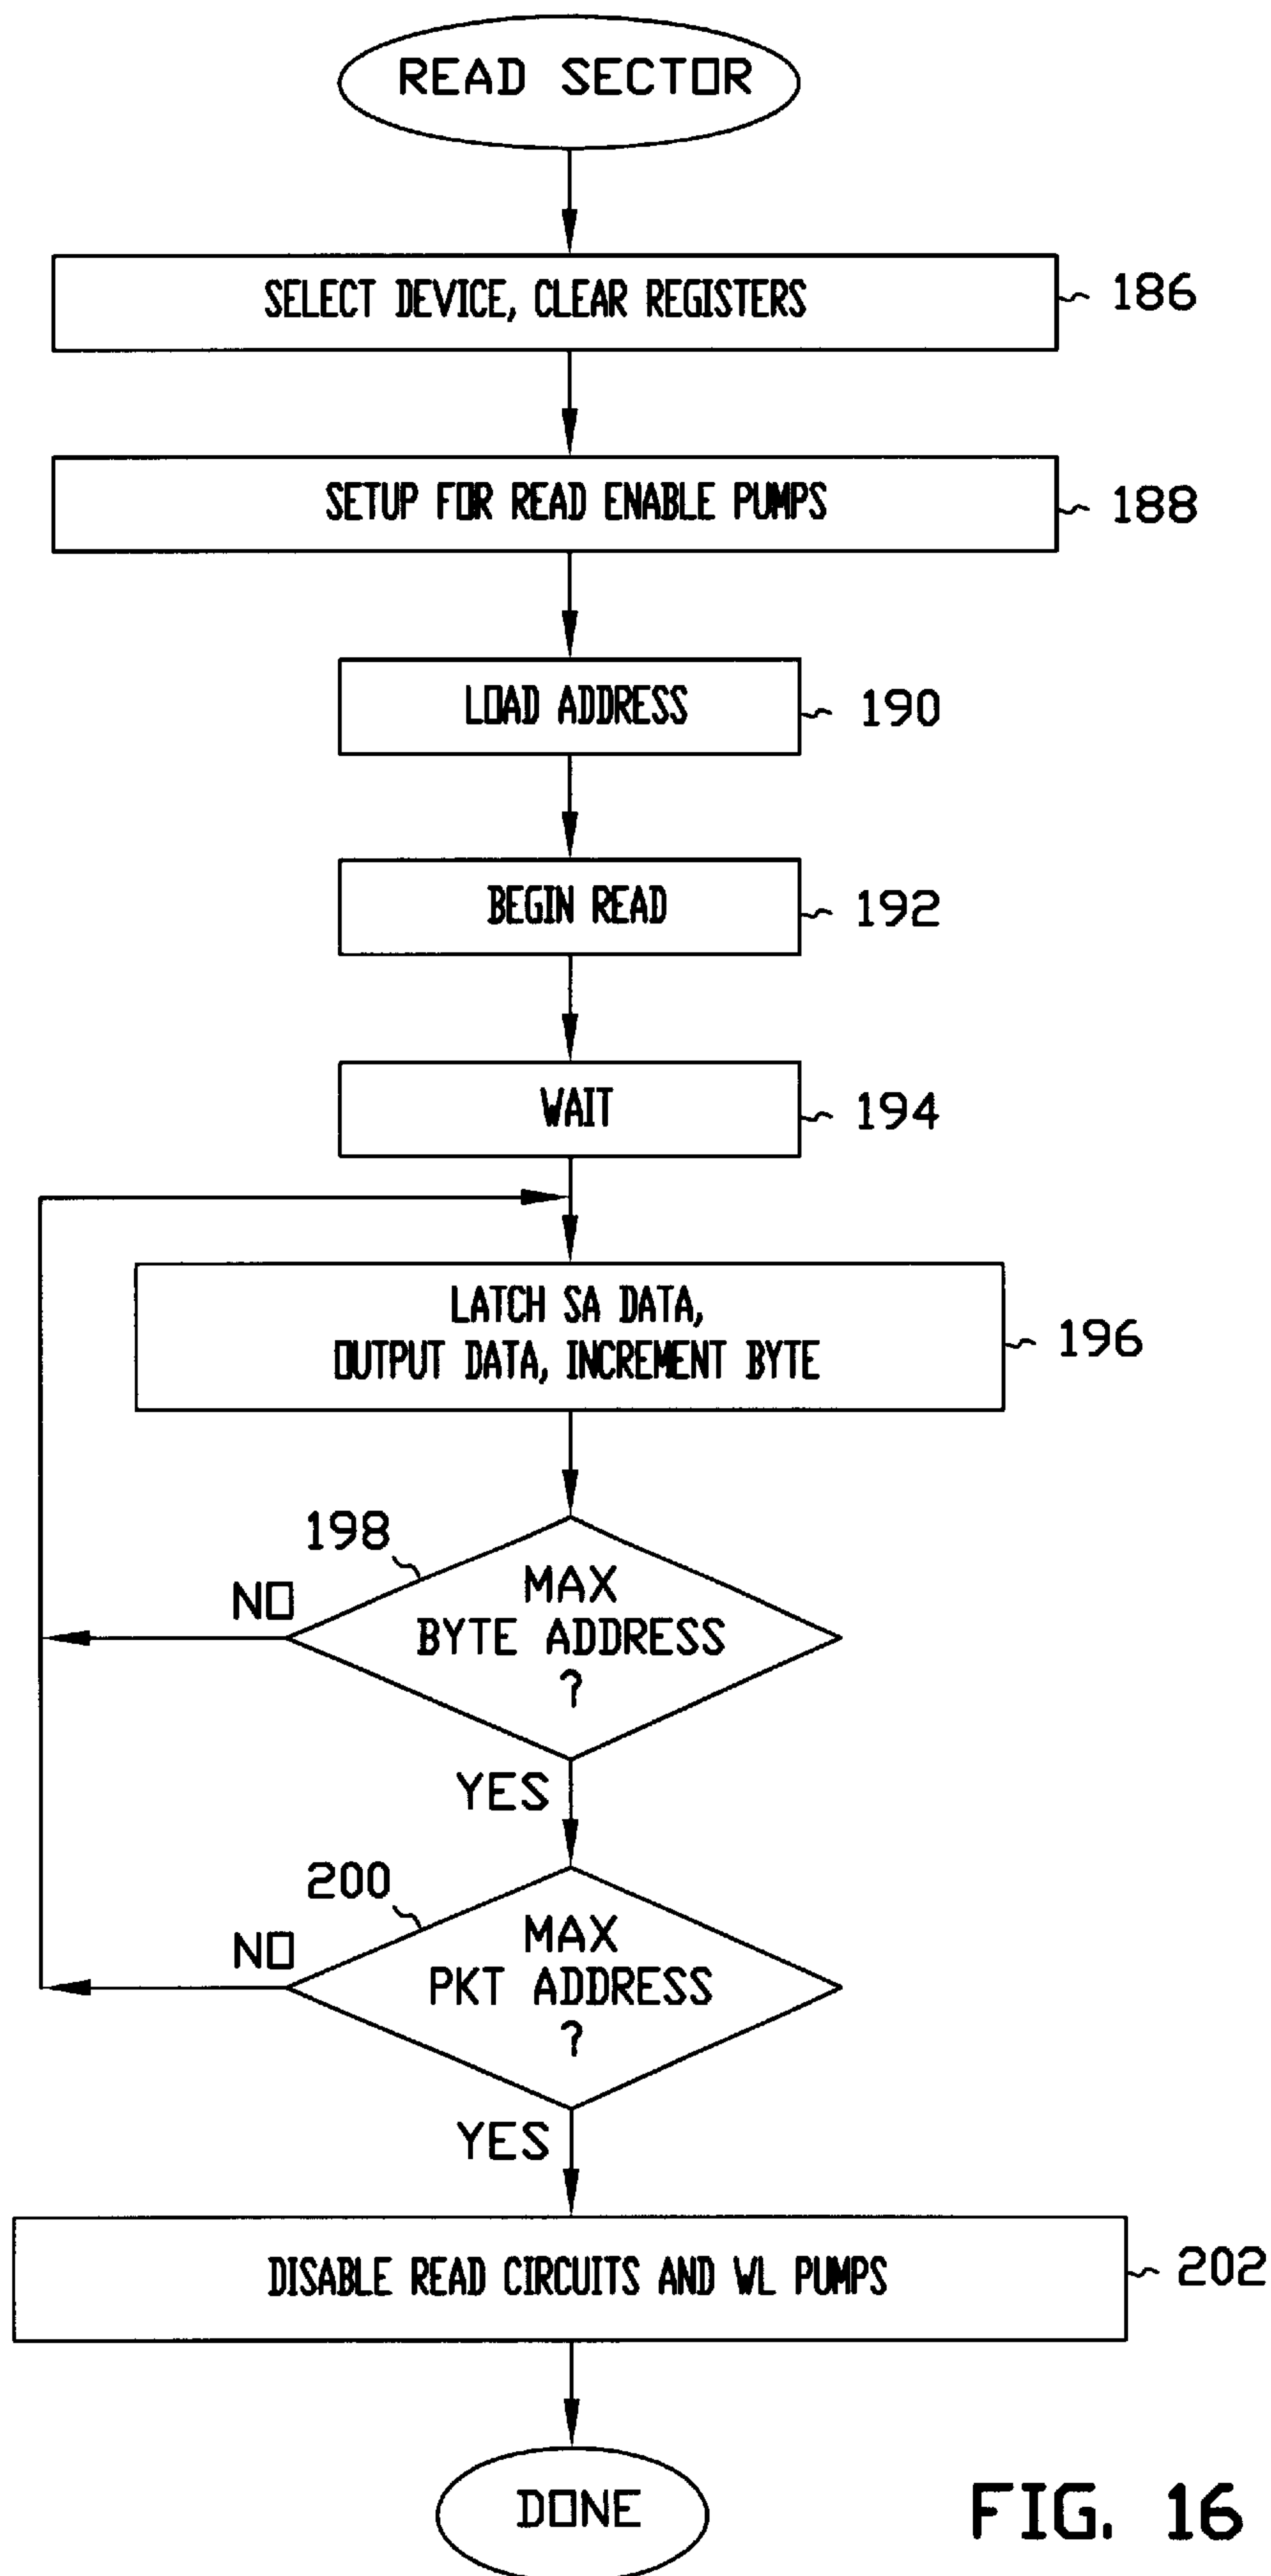 READ SECTOR
SELECT DEVICE, CLEAR REGISTERS
186
SETUP FOR READ ENABLE PUMPS
188
LOAD ADDRESS
190
BEGIN READ
192
WAIT
194
LATCH SA DATA,
OUTPUT DATA, INCREMENT BYTE
196
198
MAX
BYTE ADDRESS
?
NO
YES
200
MAX
PKT ADDRESS
?
NO
YES
DISABLE READ CIRCUITS AND WL PUMPS
202
DONE
FIG. 16